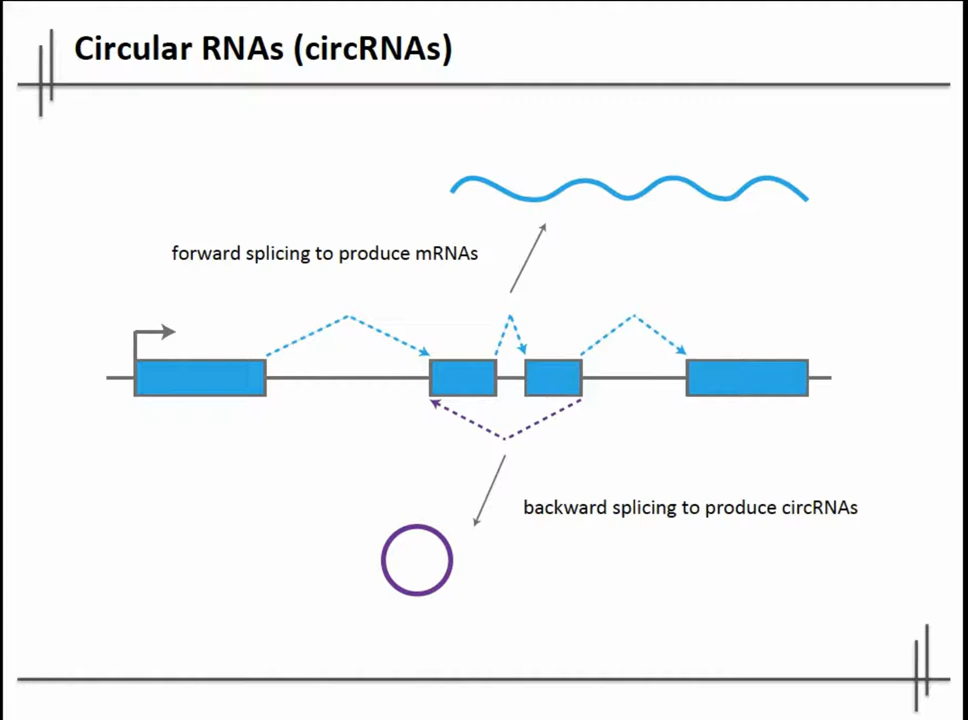 Circular RNAs (circRNAs)
forward splicing to produce mRNAs
backward splicing to produce circRNAs